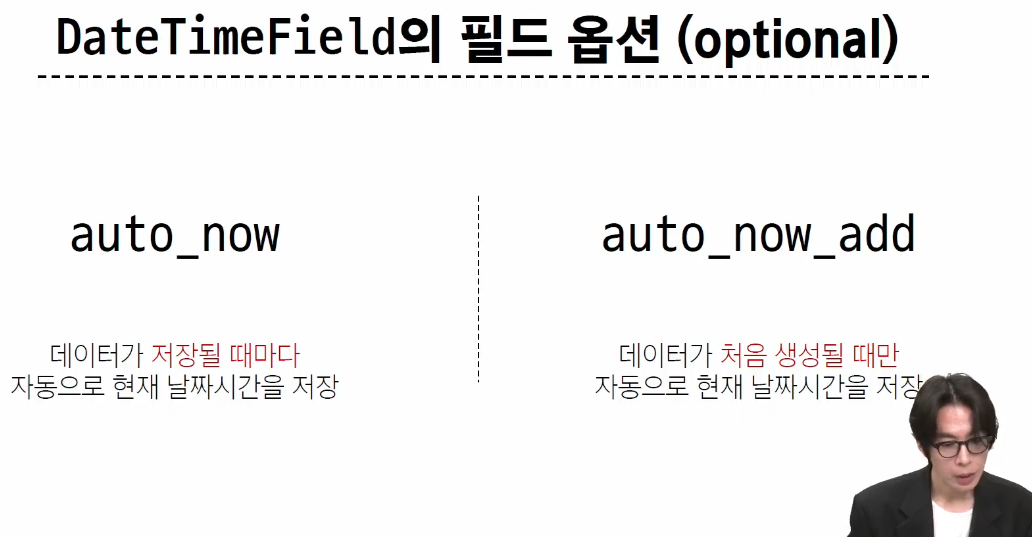 DateTimeField의 필드 옵션 (optional)
auto_now
데이터가 저장될 때마다
자동으로 현재 날짜시간을 저장
auto_now_add
데이터가 처음 생성될 때만
자동으로 현재 날짜시간을 저장